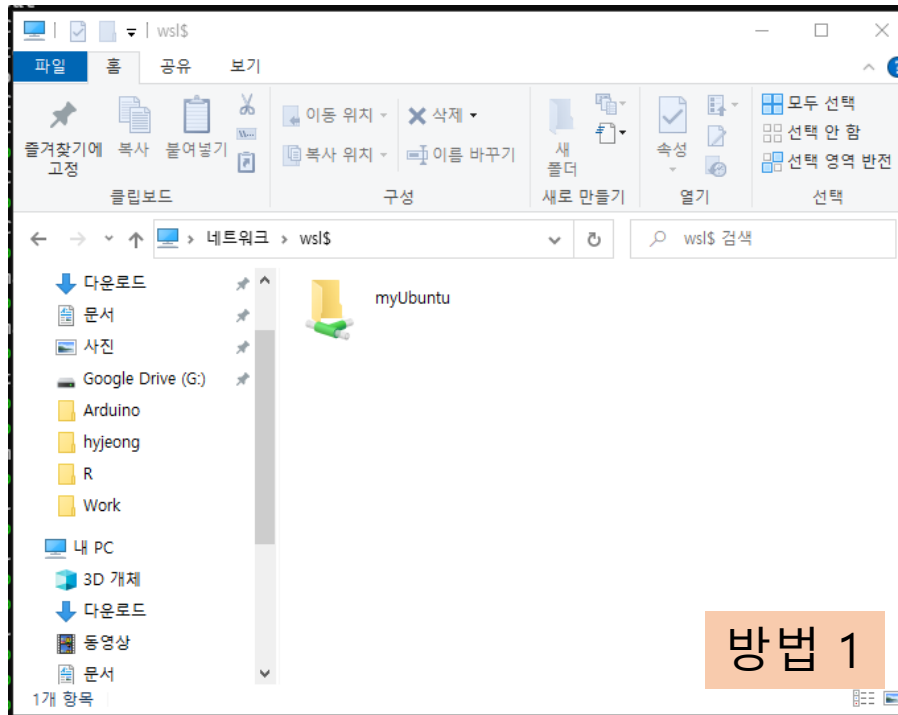 wsl$
파일 홈 공유 보기
즐겨찾기에 고정
복사
붙여넣기
이동 위치
복사 위치
삭제
이름 바꾸기
새 폴더
속성
모두 선택
선택 안 함
선택 영역 반전
클립보드 구성 새로 만들기 열기 선택
네트워크 › wsl$
wsl$ 검색
다운로드
문서
사진
Google Drive (G:)
Arduino
hyjeong
R
Work
내 PC
3D 개체
다운로드
동영상
문서
myUbuntu
방법 1
1개 항목